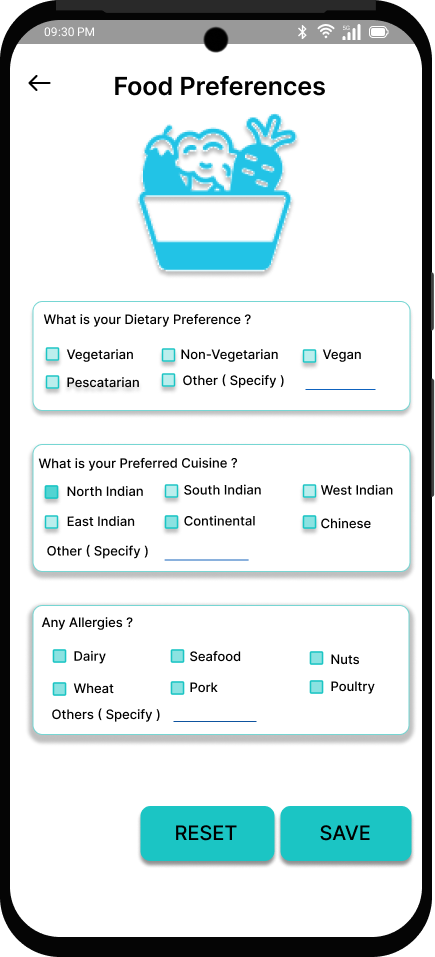 09:30 PM 5G
Food Preferences
What is your Dietary Preference ?
Vegetarian Non-Vegetarian Vegan
Pescatarian Other ( Specify )
What is your Preferred Cuisine ?
North Indian South Indian West Indian
East Indian Continental Chinese
Other ( Specify )
Any Allergies ?
Dairy Seafood Nuts
Wheat Pork Poultry
Others ( Specify )
RESET SAVE